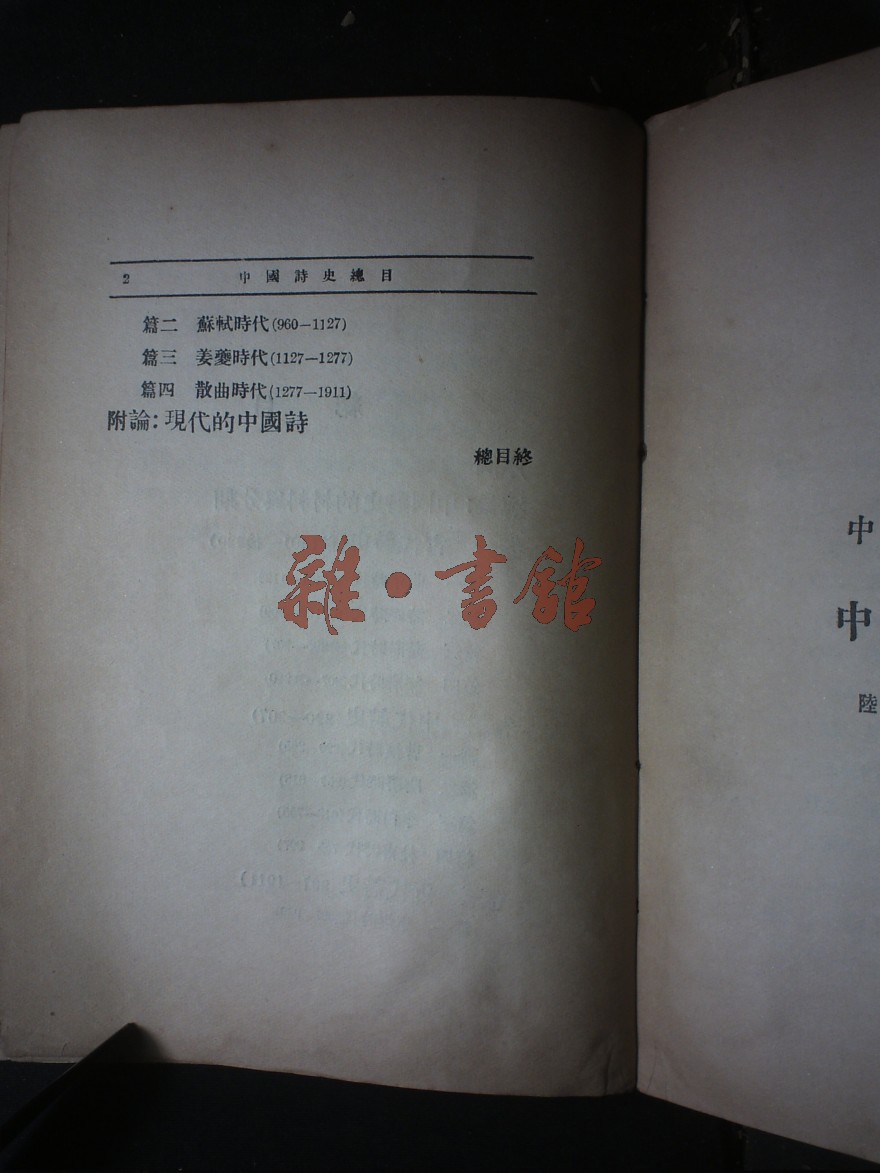 2 中國詩史總目
篇二 蘇軾時代(960—1127)
篇三 姜夔時代(1127—1277)
篇四 散曲時代(1277—1911)
附論:現代的中國詩
總目終
雜·書館
中
中
陸